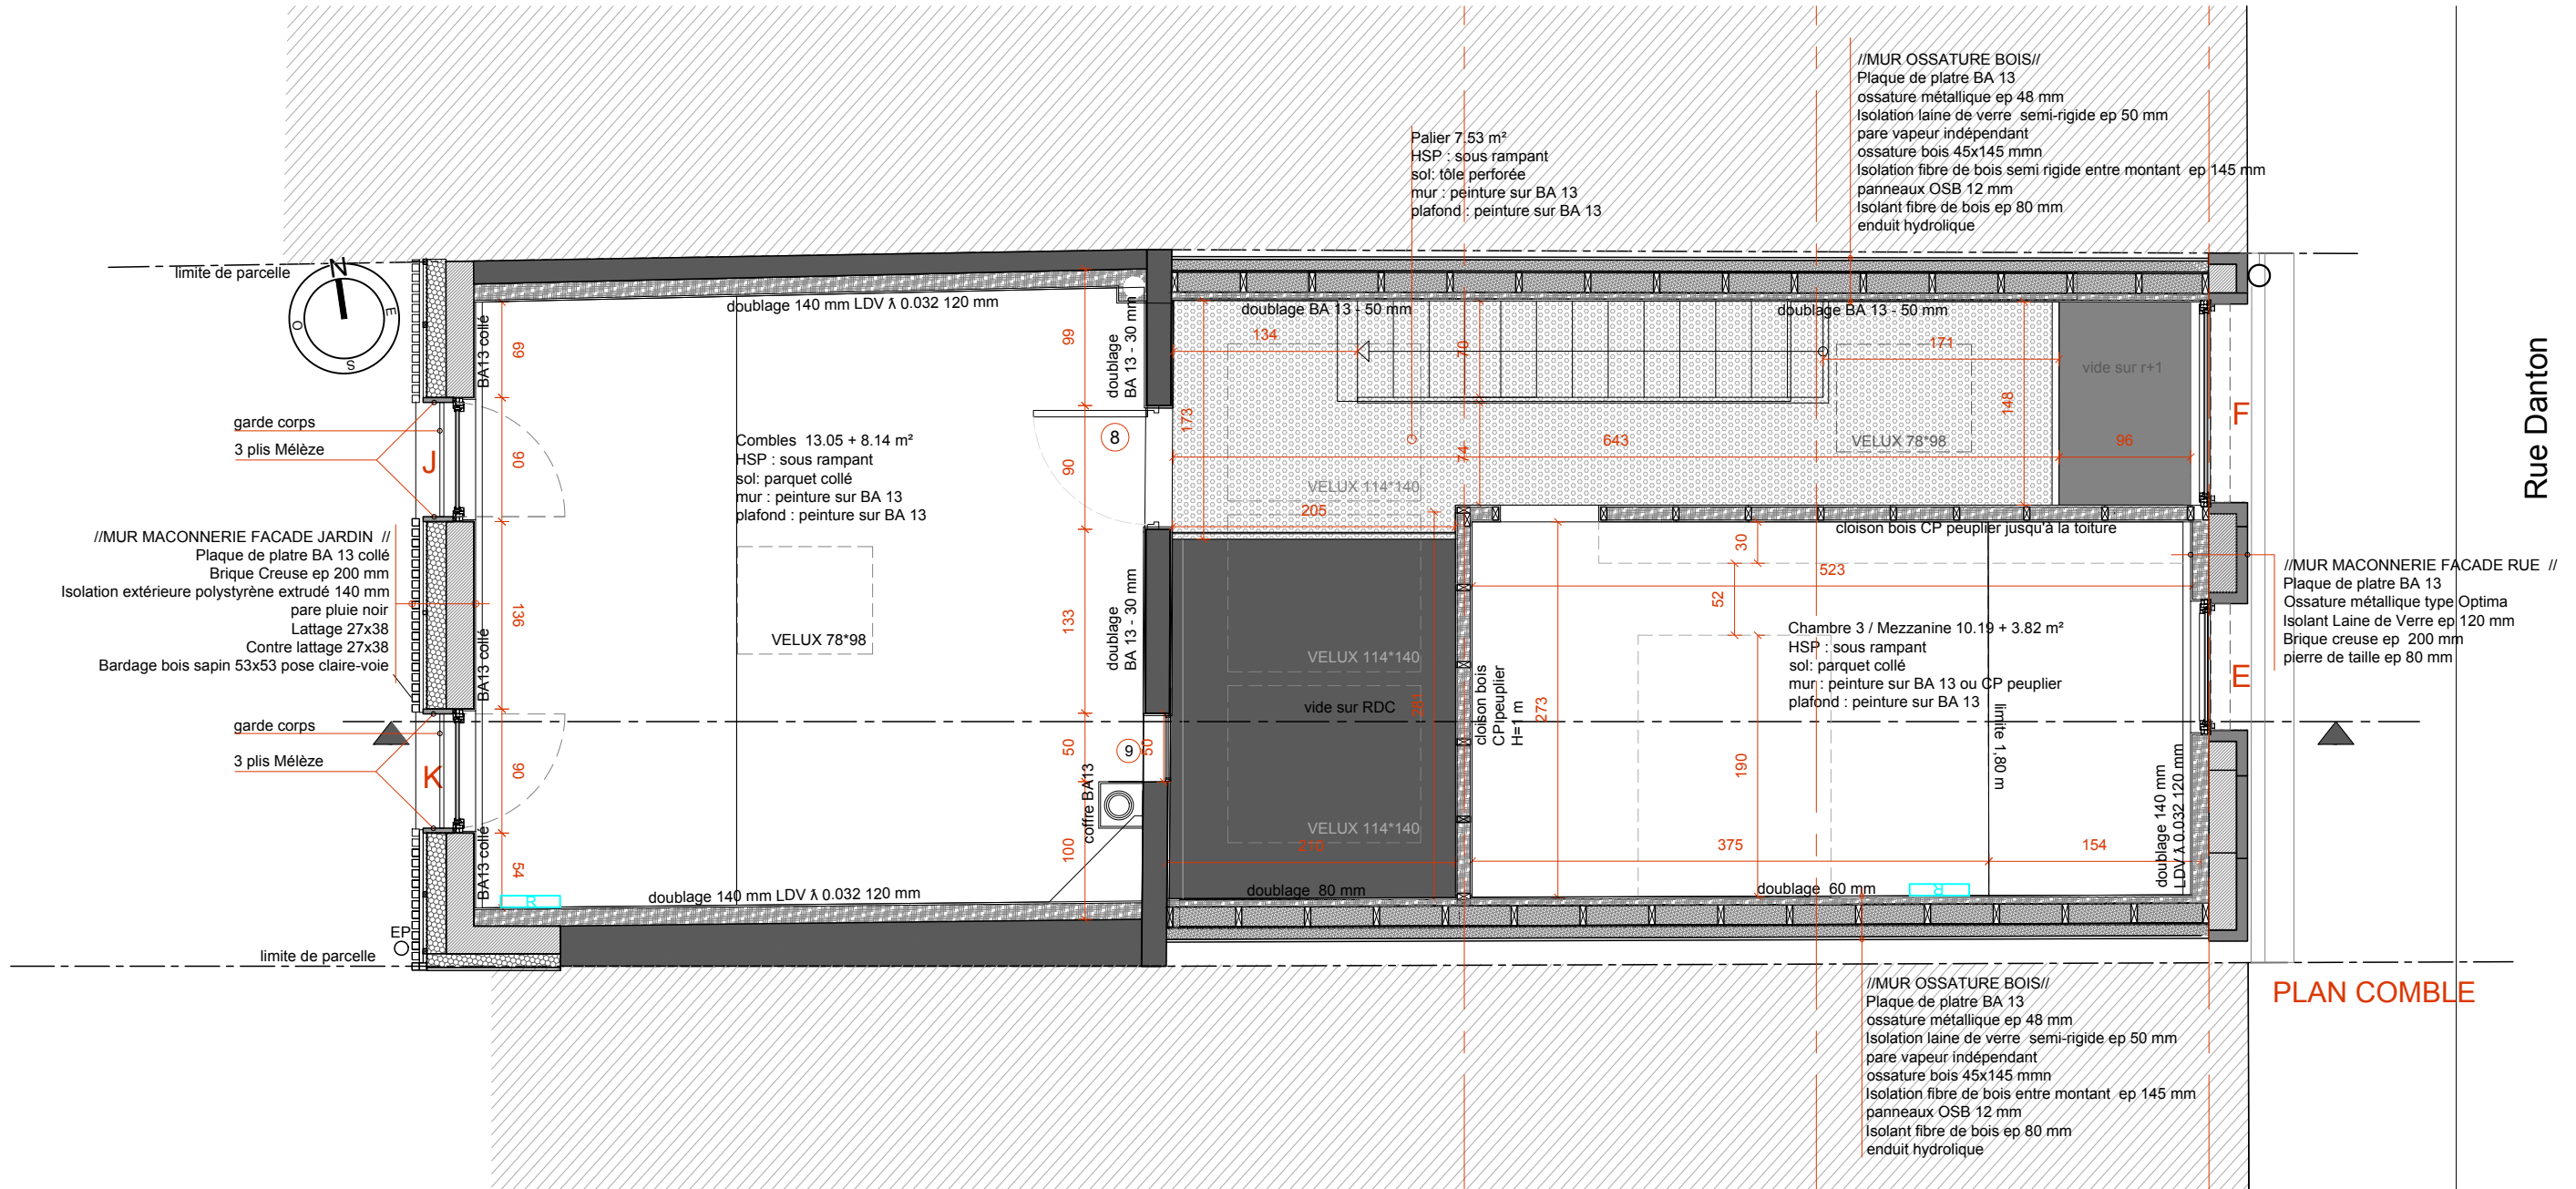 //MUR OSSATURE BOIS//
Plaque de platre BA 13
ossature métallique ep 48 mm
Isolation laine de verre  semi-rigide ep 50 mm
pare vapeur indépendant
ossature bois 45x145 mmn
Isolation fibre de bois semi rigide entre montant  ep 145 mm
panneaux OSB 12 mm
Isolant fibre de bois ep 80 mm
enduit hydrolique
Palier 7.53 m²
HSP : sous rampant
sol: tôle perforée
mur : peinture sur BA 13
plafond : peinture sur BA 13
limite de parcelle
N
E
S
O
doublage 140 mm LDV λ 0.032 120 mm
doublage BA 13 - 50 mm
doublage BA 13 - 50 mm
BA13 collé
69
99
doublage
BA 13 - 30 mm
134
70
171
vide sur r+1
Rue Danton
garde corps
3 plis Mélèze
J
90
Combles  13.05 + 8.14 m²
HSP : sous rampant
sol: parquet collé
mur : peinture sur BA 13
plafond : peinture sur BA 13
8
90
173
74
643
148
VELUX 78*98
96
F
VELUX 114*140
205
//MUR MACONNERIE FACADE JARDIN  //
Plaque de platre BA 13 collé
Brique Creuse ep 200 mm
Isolation extérieure polystyrène extrudé 140 mm
pare pluie noir
Lattage 27x38
Contre lattage 27x38
Bardage bois sapin 53x53 pose claire-voie
136
BA13 collé
VELUX 78*98
133
doublage
BA 13 - 30 mm
VELUX 114*140
cloison bois CP peuplier jusqu'à la toiture
30
523
52
//MUR MACONNERIE FACADE RUE  //
Plaque de platre BA 13
Ossature métallique type Optima
Isolant Laine de Verre ep 120 mm
Brique creuse ep  200 mm
pierre de taille ep 80 mm
Chambre 3 / Mezzanine 10.19 + 3.82 m²
HSP : sous rampant
sol: parquet collé
mur : peinture sur BA 13 ou CP peuplier
plafond : peinture sur BA 13
E
garde corps
3 plis Mélèze
K
90
vide sur RDC
cloison bois
CP peuplier
H=1 m
273
limite 1,80 m
50
9
50
190
coffre BA13
VELUX 114*140
210
375
154
doublage 140 mm
LDV λ 0.032 120 mm
100
BA13 collé
54
R
doublage 140 mm LDV λ 0.032 120 mm
doublage  80 mm
doublage  60 mm
R
EP
limite de parcelle
//MUR OSSATURE BOIS//
Plaque de platre BA 13
ossature métallique ep 48 mm
Isolation laine de verre  semi-rigide ep 50 mm
pare vapeur indépendant
ossature bois 45x145 mmn
Isolation fibre de bois entre montant  ep 145 mm
panneaux OSB 12 mm
Isolant fibre de bois ep 80 mm
enduit hydrolique
PLAN COMBLE